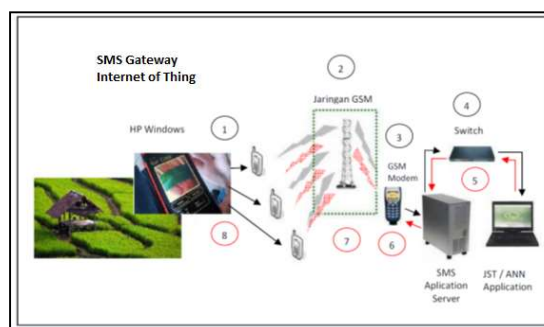 SMS Gateway
Internet of Thing
2
Jaringan GSM
4
HP Windows
1
3
Switch
GSM
Modem
5
8
7
6
SMS
Aplication
Server
JST / ANN
Application